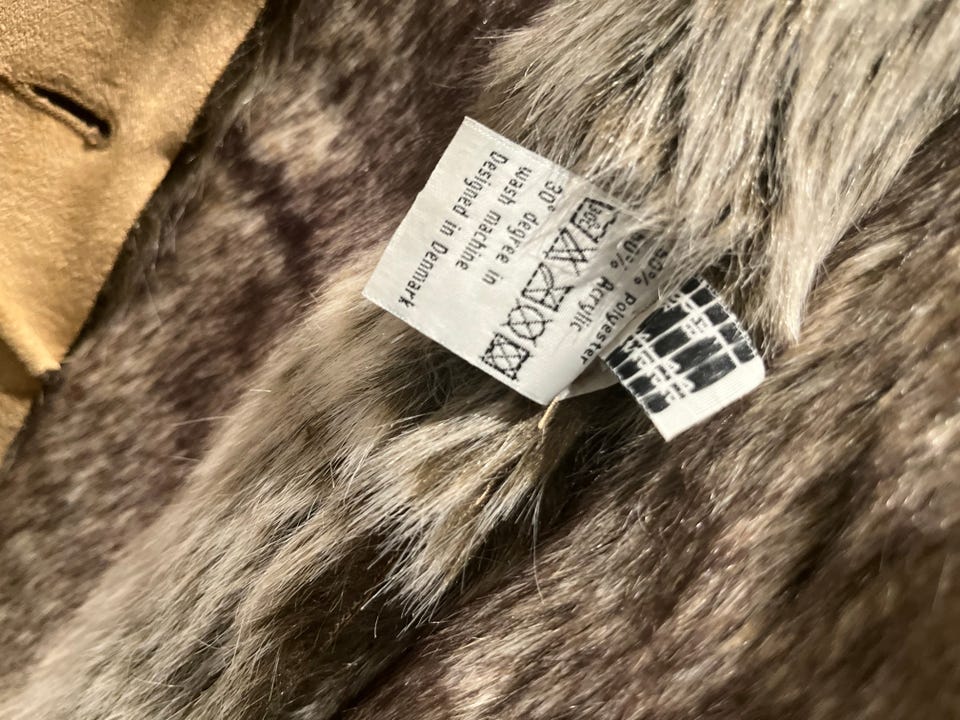 50% Polyester
50% Acrylic
30° degree in
wash machine
Designed in Denmark